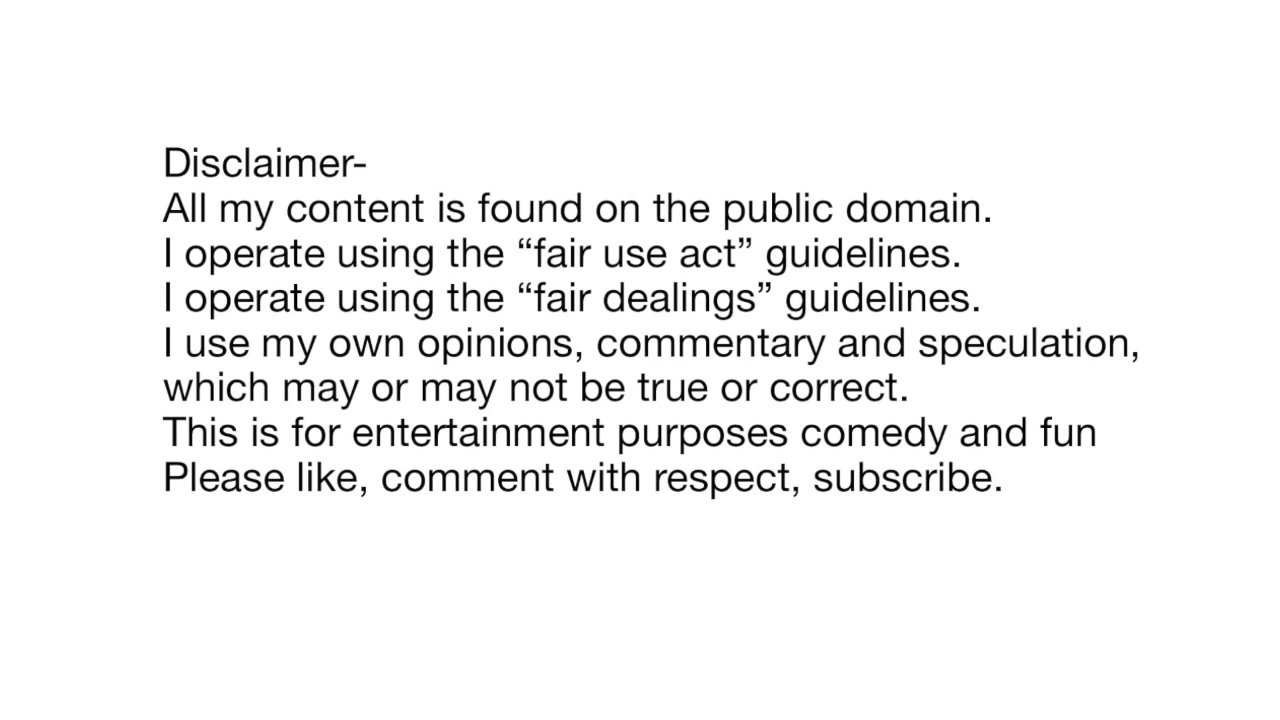 Disclaimer-
All my content is found on the public domain.
I operate using the “fair use act” guidelines.
I operate using the “fair dealings” guidelines.
I use my own opinions, commentary and speculation,
which may or may not be true or correct.
This is for entertainment purposes comedy and fun
Please like, comment with respect, subscribe.